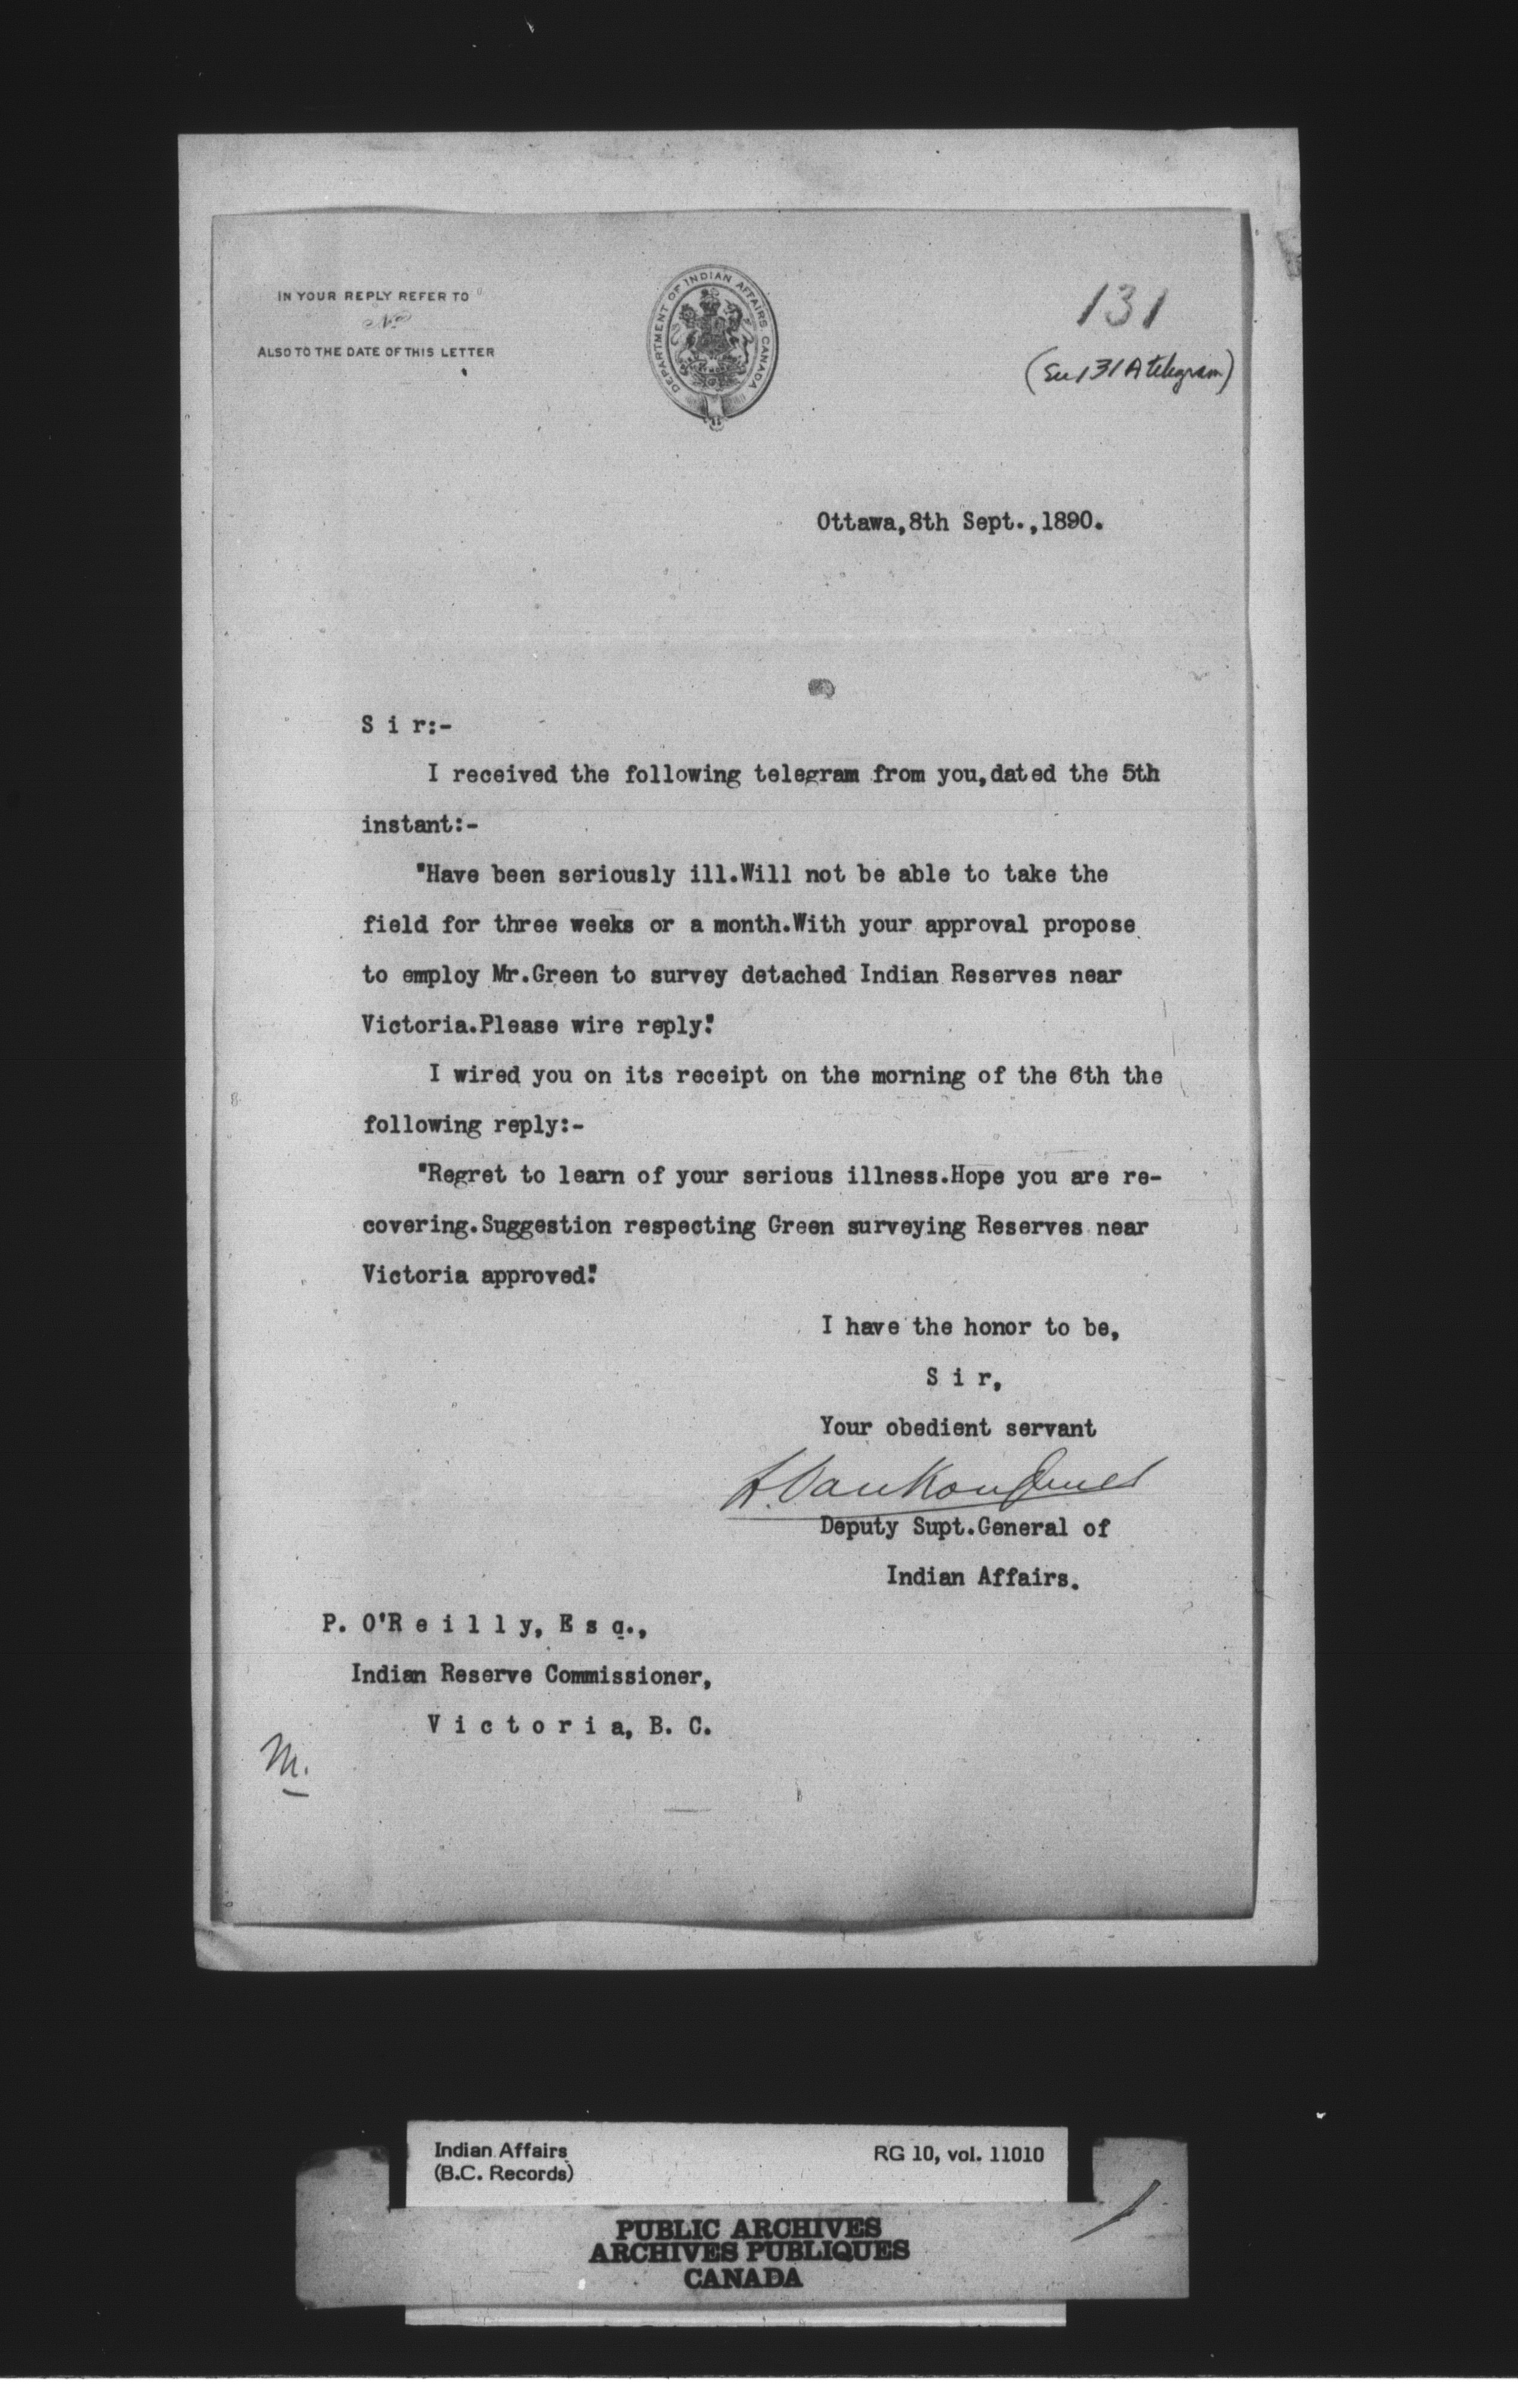 IN YOUR REPLY REFER TO
No
ALSO TO THE DATE OF THIS LETTER
DEPARTMENT OF INDIAN AFFAIRS. CANADA
131
(See 131A telegram)
Ottawa,8th Sept.,1890.
S i r:-
I received the following telegram from you,dated the 5th
instant:-
"Have been seriously ill.Will not be able to take the
field for three weeks or a month.With your approval propose
to employ Mr.Green to survey detached Indian Reserves near
Victoria.Please wire reply."
I wired you on its receipt on the morning of the 6th the
following reply:-
"Regret to learn of your serious illness.Hope you are re-
covering.Suggestion respecting Green surveying Reserves near
Victoria approved."
I have the honor to be,
S i r,
Your obedient servant
L. VanKoughnet
Deputy Supt.General of
Indian Affairs.
P. O'R e i l l y, E s q.,
Indian Reserve Commissioner,
V i c t o r i a, B. C.
M.
Indian Affairs
(B.C. Records)
RG 10, vol. 11010
PUBLIC ARCHIVES
ARCHIVES PUBLIQUES
CANADA